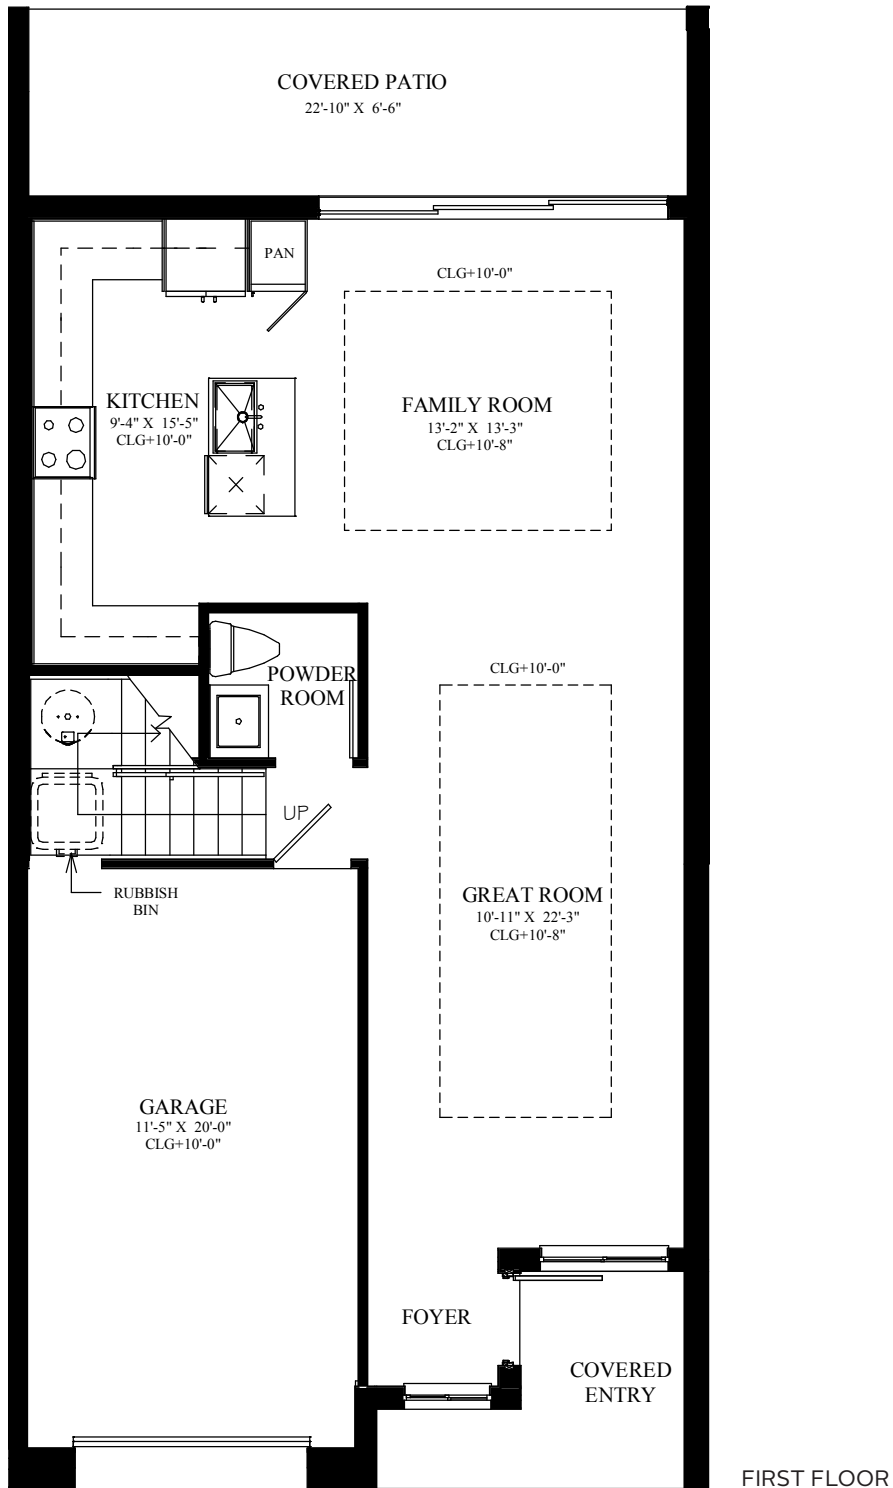 COVERED PATIO
22'-10" X 6'-6"
PAN
CLG+10'-0"
KITCHEN
9'-4" X 15'-5"
CLG+10'-0"
FAMILY ROOM
13'-2" X 13'-3"
CLG+10'-8"
POWDER
ROOM
CLG+10'-0"
UP
RUBBISH
BIN
GREAT ROOM
10'-11" X 22'-3"
CLG+10'-8"
GARAGE
11'-5" X 20'-0"
CLG+10'-0"
FOYER
COVERED
ENTRY
FIRST FLOOR